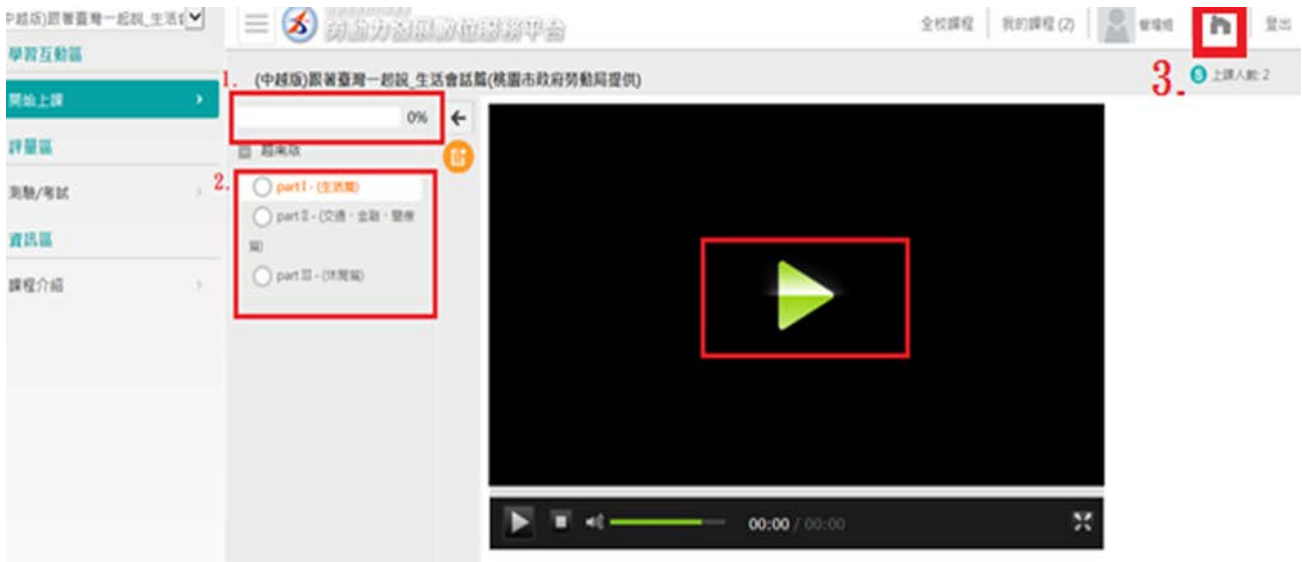 中越版)跟著臺灣一起說_生活會
勞動力發展數位服務平台
全校課程
我的課程 (2)
登出
學習互動區
開始上課
評量區
測驗/考試
資訊區
課程介紹
1.
(中越版)跟著臺灣一起說_生活會話篇(桃園市政府勞動局提供)
3.
上課人數: 2
0%
越南版
2.
part I - (生活篇)
part II - (交通、金融、醫療
篇)
part III - (休閒篇)
00:00 / 00:00